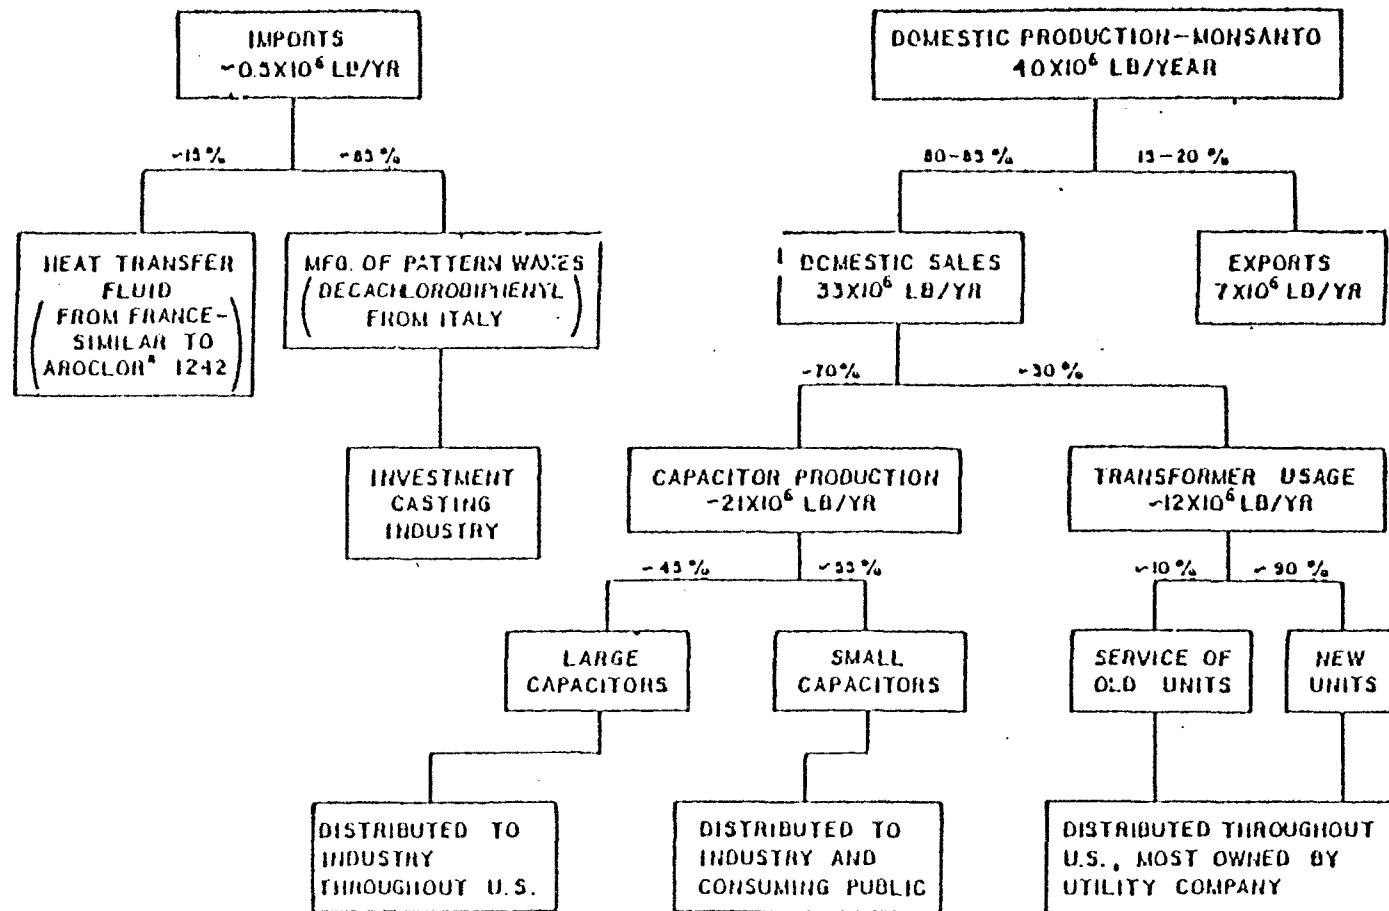 IMPORTS
~0.5X10⁶ LB/YR
DOMESTIC PRODUCTION–MONSANTO
40X10⁶ LB/YEAR
~15%
~85%
80–85%
15–20%
HEAT TRANSFER
FLUID
(FROM FRANCE–
SIMILAR TO
AROCLOR* 1242)
MFG. OF PATTERN WAXES
(DECACHLOROBIPHENYL
FROM ITALY)
DOMESTIC SALES
33X10⁶ LB/YR
EXPORTS
7X10⁶ LB/YR
~70%
~30%
INVESTMENT
CASTING
INDUSTRY
CAPACITOR PRODUCTION
~21X10⁶ LB/YR
TRANSFORMER USAGE
~12X10⁶ LB/YR
~45%
~55%
~10%
~90%
LARGE
CAPACITORS
SMALL
CAPACITORS
SERVICE OF
OLD UNITS
NEW
UNITS
DISTRIBUTED TO
INDUSTRY
THROUGHOUT U.S.
DISTRIBUTED TO
INDUSTRY AND
CONSUMING PUBLIC
DISTRIBUTED THROUGHOUT
U.S., MOST OWNED BY
UTILITY COMPANY